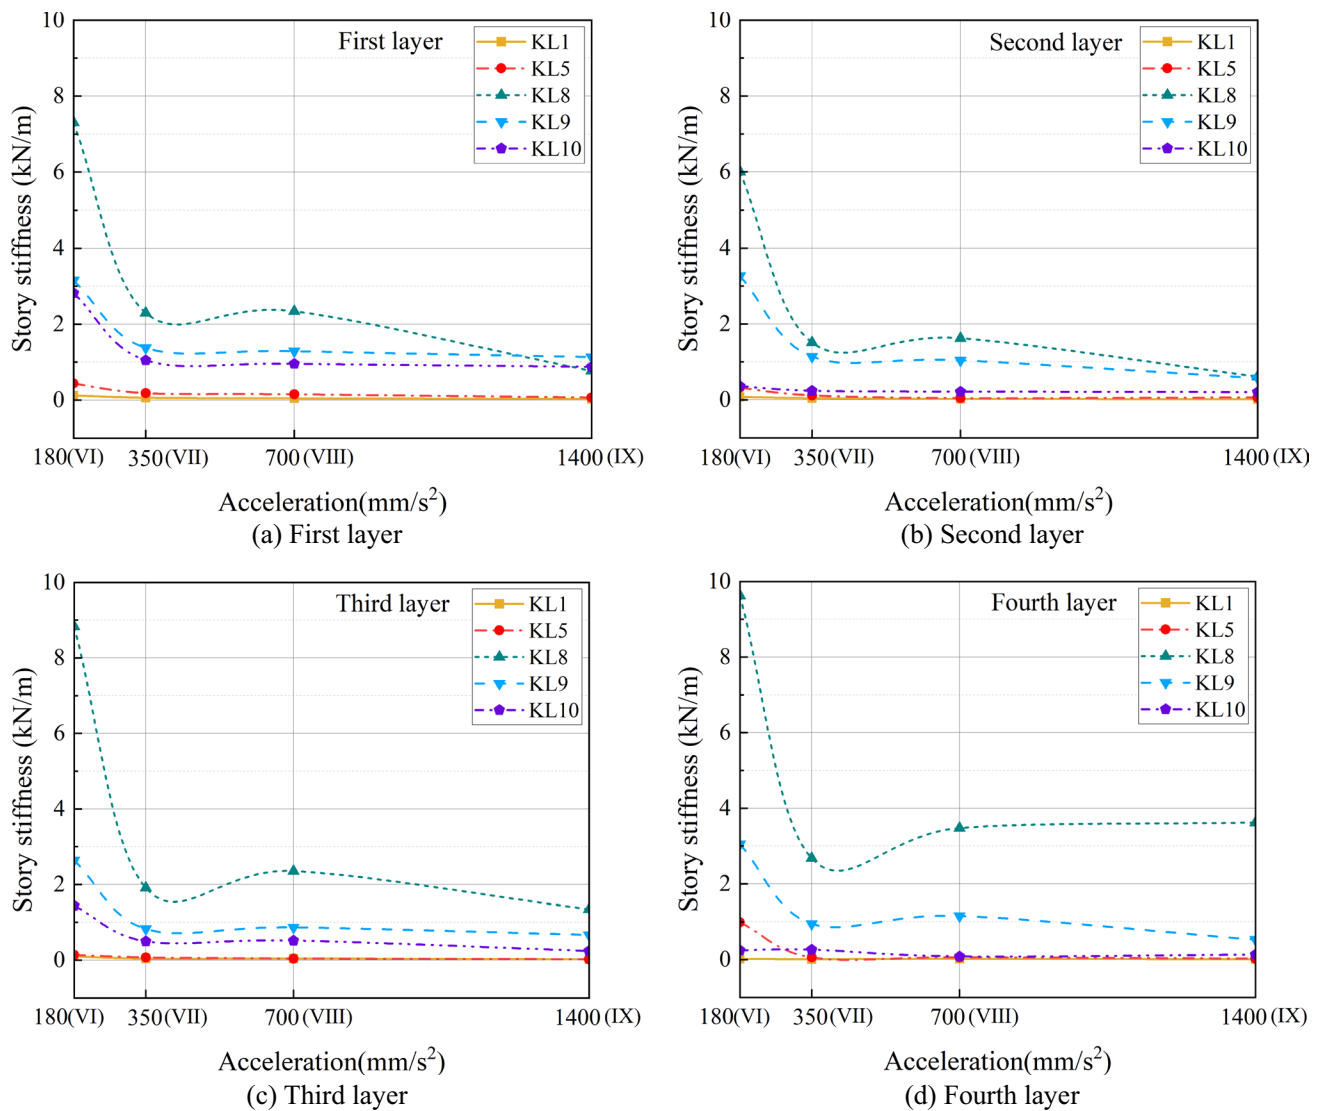 10
8
6
4
2
0
Story stiffness (kN/m)
First layer
KL1
KL5
KL8
KL9
KL10
180(VI) 350(VII) 700(VIII) 1400(IX)
Acceleration(mm/s²)
(a) First layer
10
8
6
4
2
0
Story stiffness (kN/m)
Second layer
KL1
KL5
KL8
KL9
KL10
180(VI) 350(VII) 700(VIII) 1400(IX)
Acceleration(mm/s²)
(b) Second layer
10
8
6
4
2
0
Story stiffness (kN/m)
Third layer
KL1
KL5
KL8
KL9
KL10
180(VI) 350(VII) 700(VIII) 1400(IX)
Acceleration(mm/s²)
(c) Third layer
10
8
6
4
2
0
Story stiffness (kN/m)
Fourth layer
KL1
KL5
KL8
KL9
KL10
180(VI) 350(VII) 700(VIII) 1400(IX)
Acceleration(mm/s²)
(d) Fourth layer